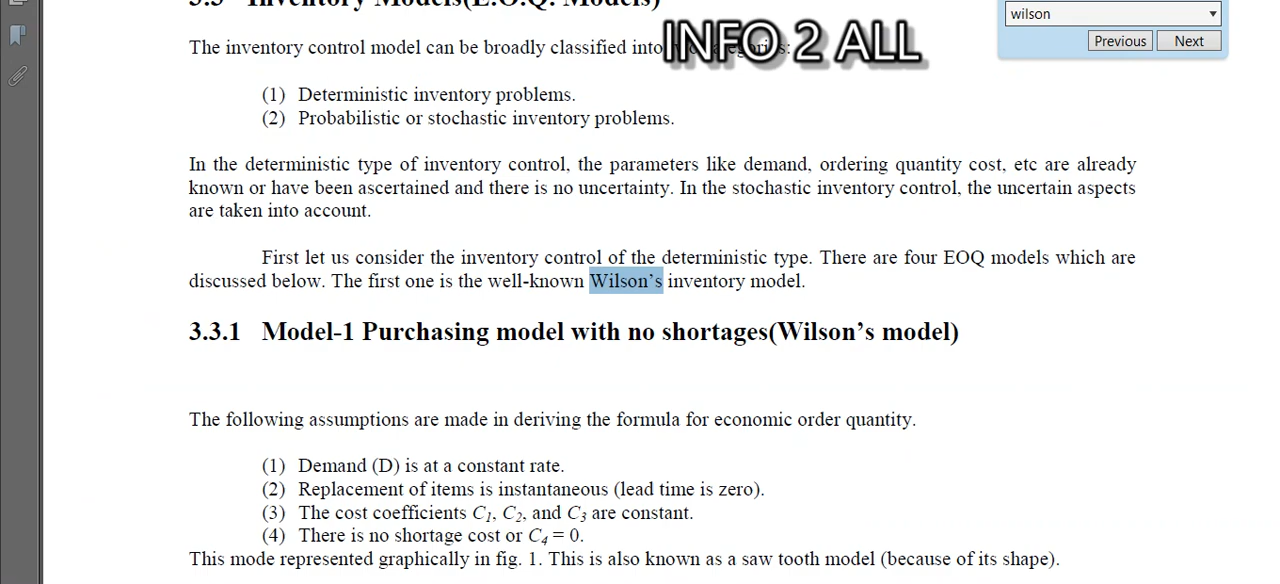 3.3 Inventory Models(E.O.Q. Models)
wilson
INFO 2 ALL
Previous Next
The inventory control model can be broadly classified into two categories:
(1) Deterministic inventory problems.
(2) Probabilistic or stochastic inventory problems.
In the deterministic type of inventory control, the parameters like demand, ordering quantity cost, etc are already
known or have been ascertained and there is no uncertainty. In the stochastic inventory control, the uncertain aspects
are taken into account.
First let us consider the inventory control of the deterministic type. There are four EOQ models which are
discussed below. The first one is the well-known Wilson’s inventory model.
3.3.1 Model-1 Purchasing model with no shortages(Wilson’s model)
The following assumptions are made in deriving the formula for economic order quantity.
(1) Demand (D) is at a constant rate.
(2) Replacement of items is instantaneous (lead time is zero).
(3) The cost coefficients C1, C2, and C3 are constant.
(4) There is no shortage cost or C4 = 0.
This mode represented graphically in fig. 1. This is also known as a saw tooth model (because of its shape).